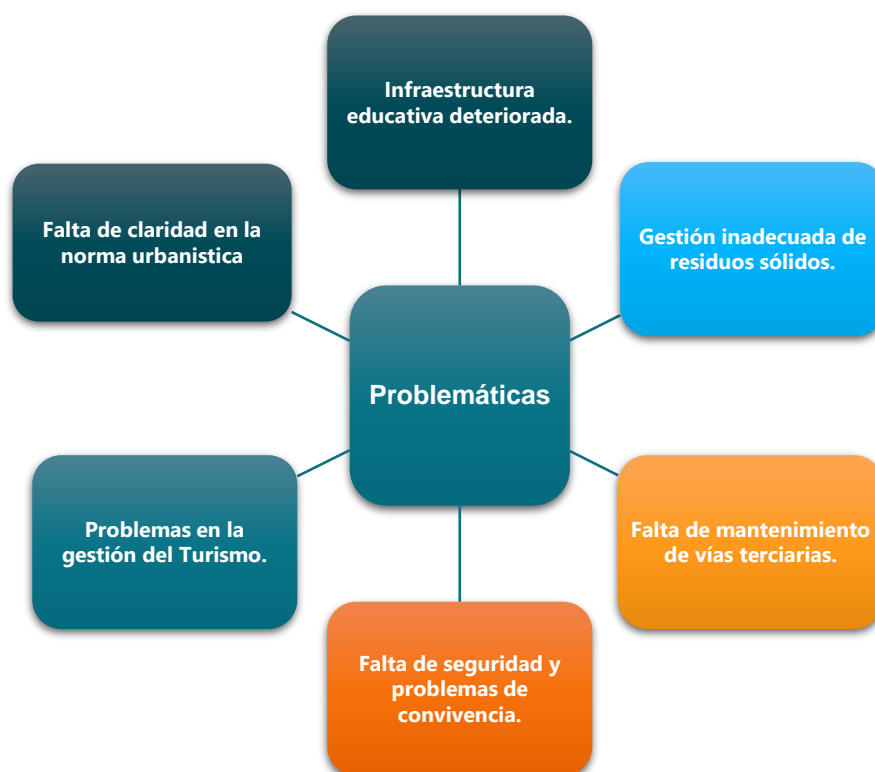 Infraestructura
educativa deteriorada.
Falta de claridad en la
norma urbanistica
Gestión inadecuada de
residuos sólidos.
Problemáticas
Problemas en la
gestión del Turismo.
Falta de mantenimiento
de vías terciarias.
Falta de seguridad y
problemas de
convivencia.